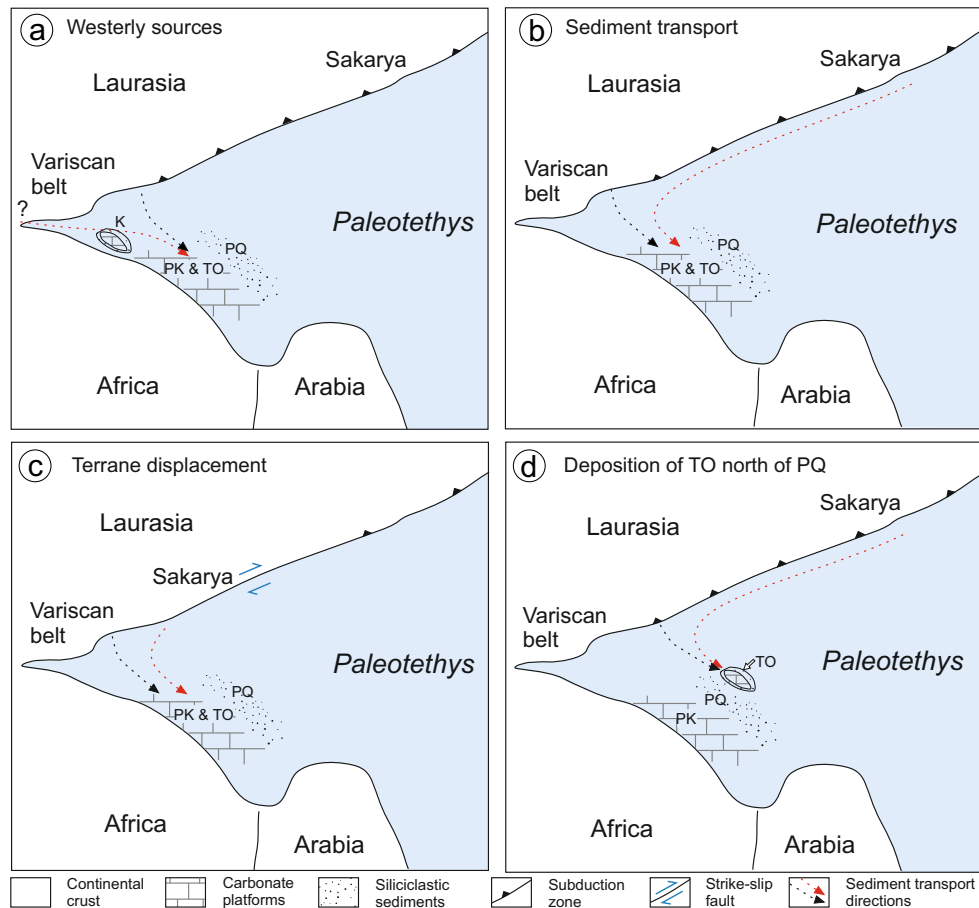 a Westerly sources
Sakarya
Laurasia
Variscan
belt
?
K
Paleotethys
PQ
PK & TO
Africa
Arabia
b Sediment transport
Sakarya
Laurasia
Variscan
belt
Paleotethys
PQ
PK & TO
Africa
Arabia
c Terrane displacement
Laurasia
Sakarya
Variscan
belt
Paleotethys
PQ
PK & TO
Africa
Arabia
d Deposition of TO north of PQ
Sakarya
Laurasia
Variscan
belt
TO
Paleotethys
PQ
PK
Africa
Arabia
Continental
crust
Carbonate
platforms
Siliciclastic
sediments
Subduction
zone
Strike-slip
fault
Sediment transport
directions